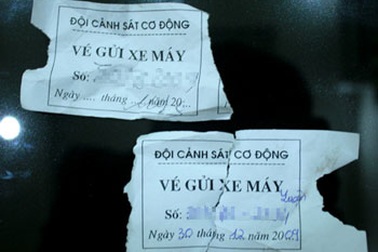 ĐỘI CẢNH SÁT CƠ ĐỘNG
VÉ GỬI XE MÁY
Số:
Ngày .... tháng ..... năm 20...
ĐỘI CẢNH SÁT CƠ ĐỘNG
VÉ GỬI XE MÁY
Số:
Ngày 30 tháng 12 năm 2009